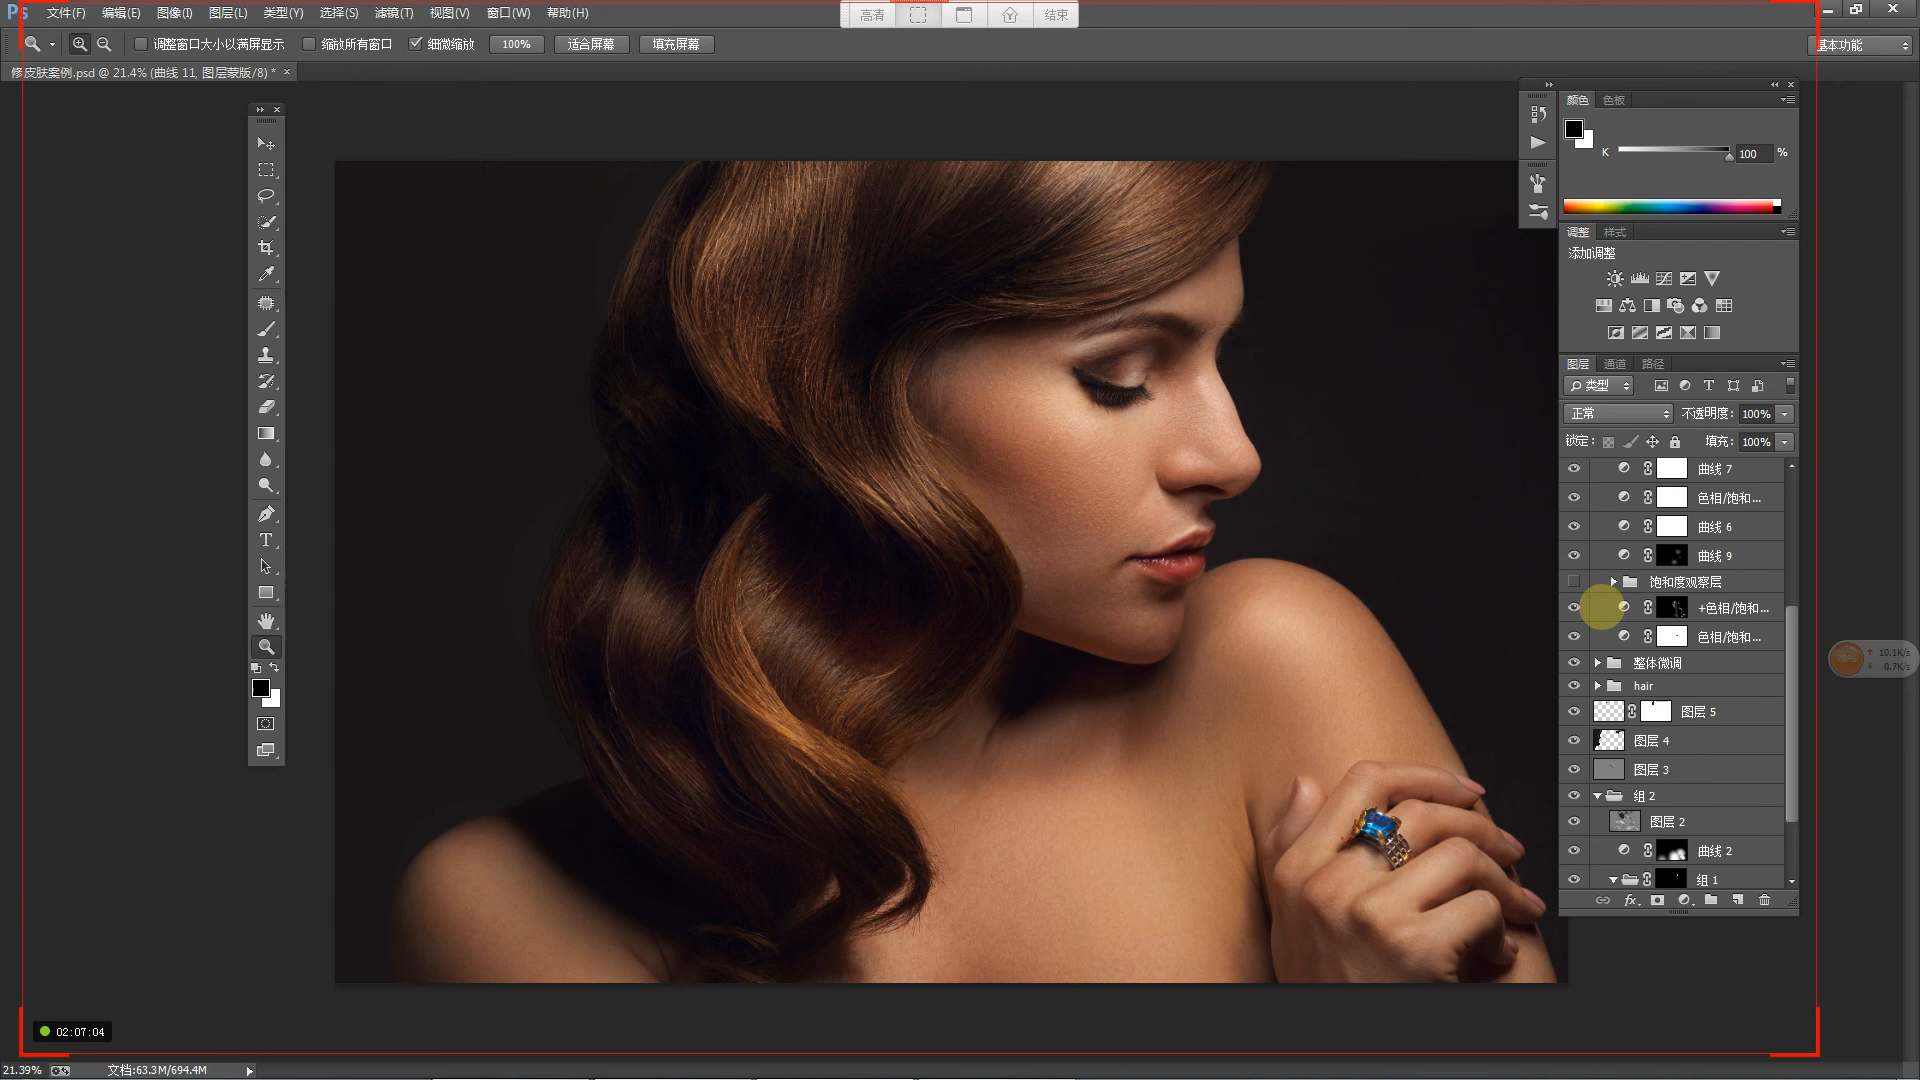 Ps 文件(F) 编辑(E) 图像(I) 图层(L) 类型(Y) 选择(S) 滤镜(T) 视图(V) 窗口(W) 帮助(H)
高清 结束
调整窗口大小以满屏显示 缩放所有窗口 细微缩放 100% 适合屏幕 填充屏幕 基本功能
修皮肤案例.psd @ 21.4% (曲线 11, 图层蒙版/8) * ×
颜色 色板
K 100 %
调整 样式
添加调整
图层 通道 路径
类型
正常 不透明度: 100%
锁定: 填充: 100%
曲线 7
色相/饱和...
曲线 6
曲线 9
饱和度观察层
+色相/饱和...
色相/饱和...
整体微调
hair
图层 5
图层 4
图层 3
组 2
图层 2
曲线 2
组 1
fx
78% 10.1K/s
0.7K/s
02:07:04
21.39% 文档:63.3M/694.4M